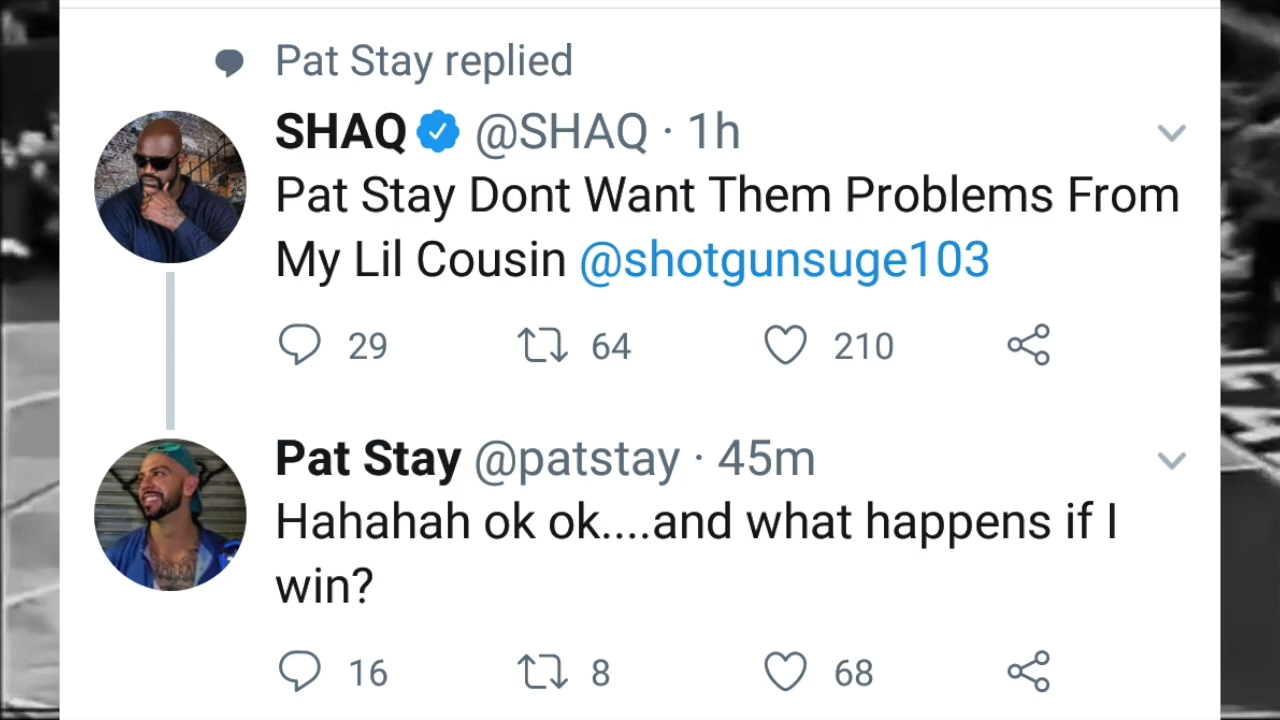 Pat Stay replied
SHAQ @SHAQ · 1h
Pat Stay Dont Want Them Problems From
My Lil Cousin @shotgunsuge103
29 64 210
Pat Stay @patstay · 45m
Hahahah ok ok....and what happens if I
win?
16 8 68